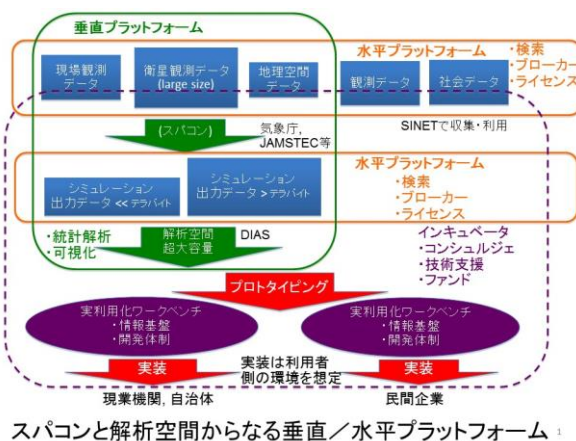 垂直プラットフォーム
水平プラットフォーム
・検索
・ブローカー
・ライセンス
現場観測
データ
衛星観測データ
(large size)
地理空間
データ
観測データ
社会データ
(スパコン)
気象庁,
JAMSTEC等
SINETで収集・利用
水平プラットフォーム
・検索
・ブローカー
・ライセンス
シミュレーション
出力データ << テラバイト
シミュレーション
出力データ > テラバイト
・統計解析
・可視化
解析空間
超大容量
DIAS
インキュベータ
・コンシュルジェ
・技術支援
・ファンド
プロトタイピング
実利用化ワークベンチ
・情報基盤
・開発体制
実利用化ワークベンチ
・情報基盤
・開発体制
実装
実装は利用者
側の環境を想定
実装
現業機関, 自治体
民間企業
スパコンと解析空間からなる垂直／水平プラットフォーム
1